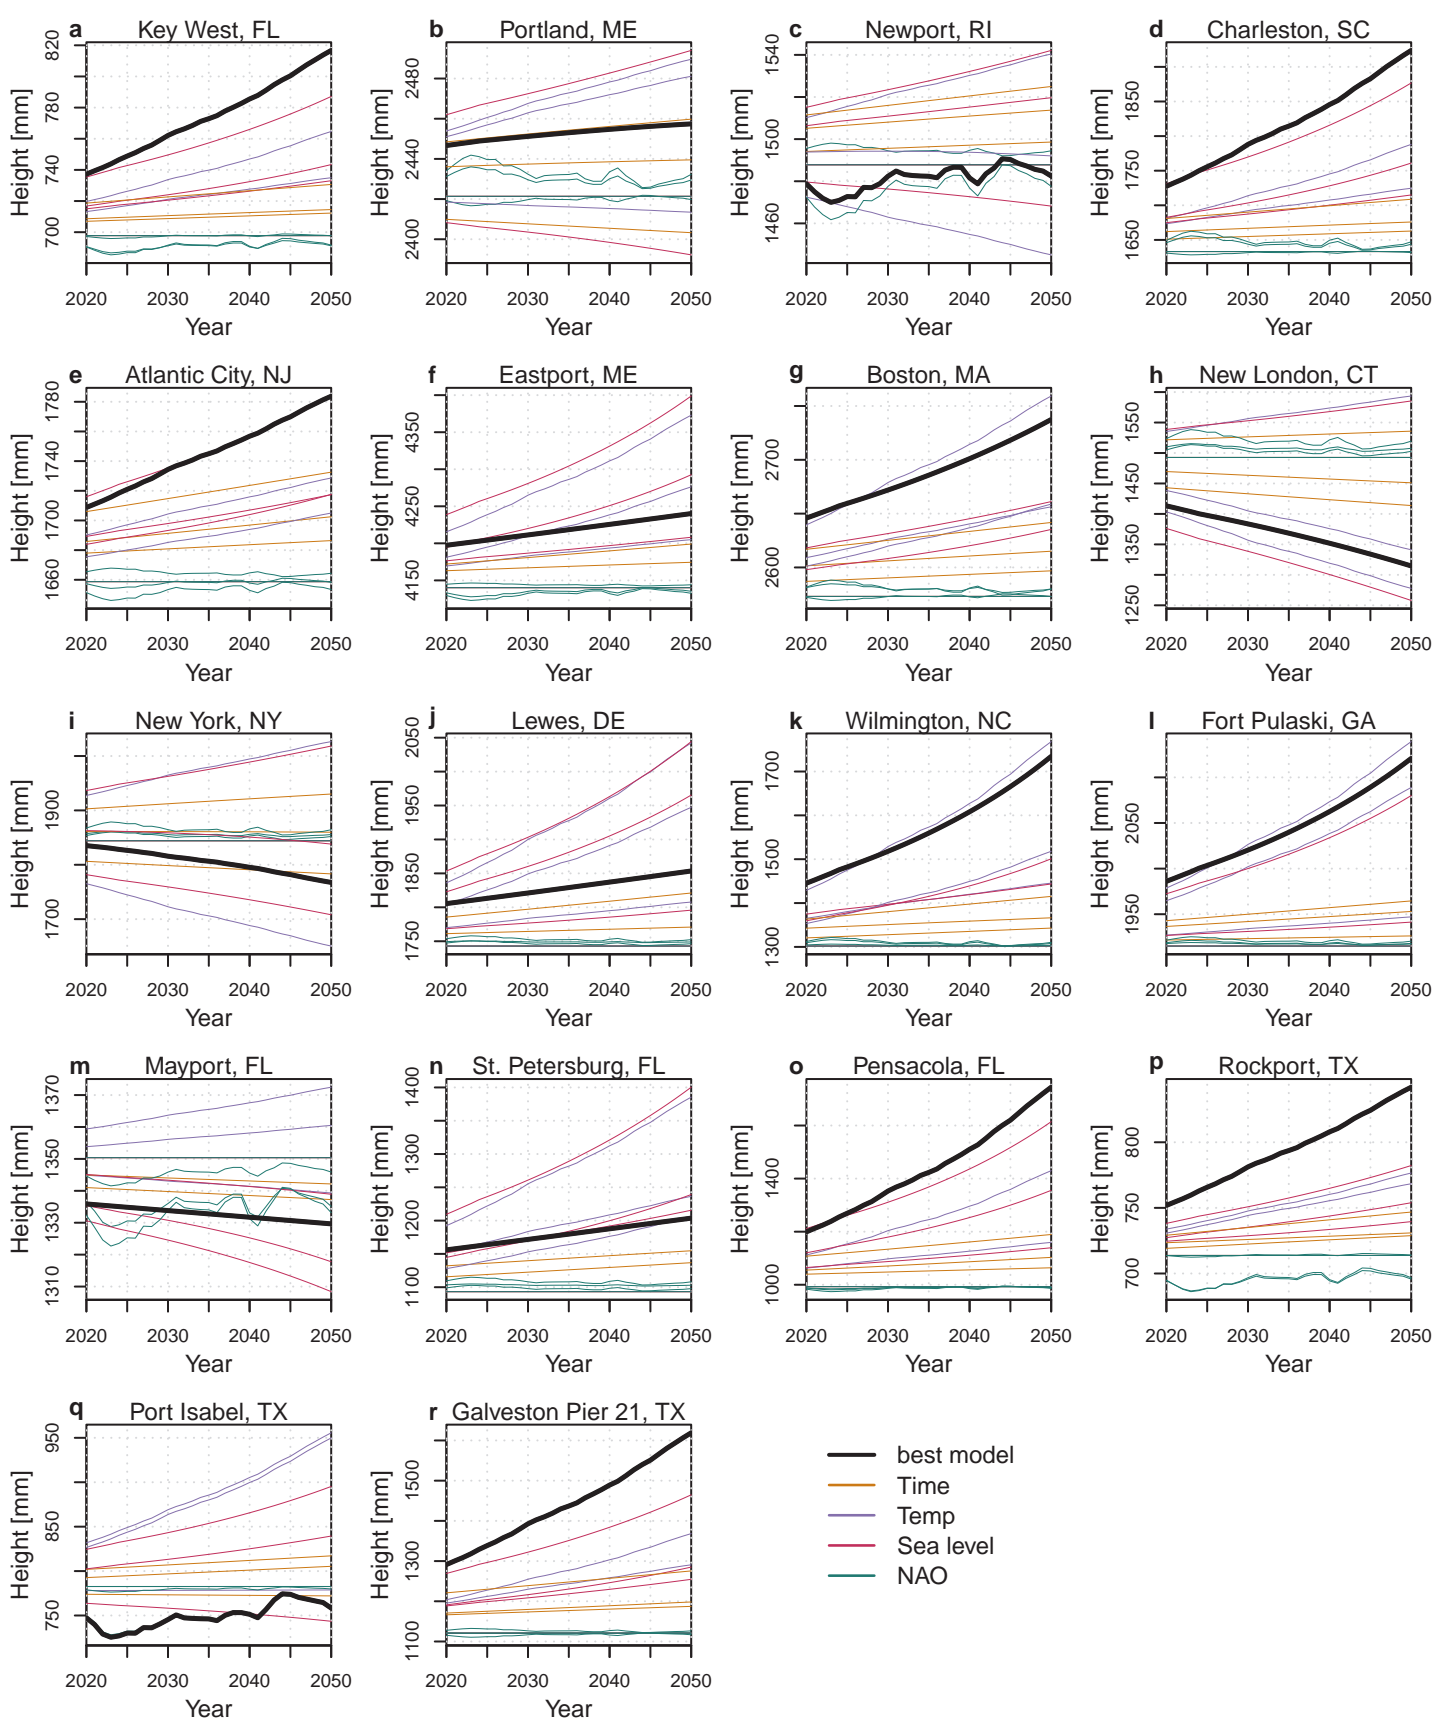 a Key West, FL
Height [mm]
700 740 780 820
2020 2030 2040 2050
Year
b Portland, ME
Height [mm]
2400 2440 2480
2020 2030 2040 2050
Year
c Newport, RI
Height [mm]
1460 1500 1540
2020 2030 2040 2050
Year
d Charleston, SC
Height [mm]
1650 1750 1850
2020 2030 2040 2050
Year
e Atlantic City, NJ
Height [mm]
1660 1700 1740 1780
2020 2030 2040 2050
Year
f Eastport, ME
Height [mm]
4150 4250 4350
2020 2030 2040 2050
Year
g Boston, MA
Height [mm]
2600 2700
2020 2030 2040 2050
Year
h New London, CT
Height [mm]
1250 1350 1450 1550
2020 2030 2040 2050
Year
i New York, NY
Height [mm]
1700 1900
2020 2030 2040 2050
Year
j Lewes, DE
Height [mm]
1750 1850 1950 2050
2020 2030 2040 2050
Year
k Wilmington, NC
Height [mm]
1300 1500 1700
2020 2030 2040 2050
Year
l Fort Pulaski, GA
Height [mm]
1950 2050
2020 2030 2040 2050
Year
m Mayport, FL
Height [mm]
1310 1330 1350 1370
2020 2030 2040 2050
Year
n St. Petersburg, FL
Height [mm]
1100 1200 1300 1400
2020 2030 2040 2050
Year
o Pensacola, FL
Height [mm]
1000 1400
2020 2030 2040 2050
Year
p Rockport, TX
Height [mm]
700 750 800
2020 2030 2040 2050
Year
q Port Isabel, TX
Height [mm]
750 850 950
2020 2030 2040 2050
Year
r Galveston Pier 21, TX
Height [mm]
1100 1300 1500
2020 2030 2040 2050
Year
best model
Time
Temp
Sea level
NAO